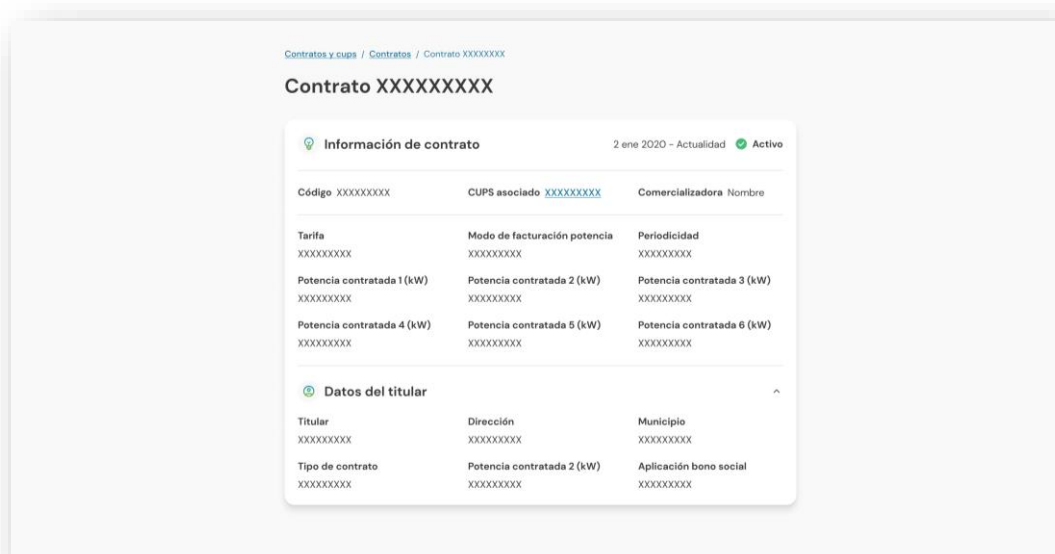 Contratos y cups / Contratos / Contrato XXXXXXXX
Contrato XXXXXXXXX
Información de contrato 2 ene 2020 - Actualidad Activo
Código XXXXXXXXX CUPS asociado XXXXXXXXX Comercializadora Nombre
Tarifa Modo de facturación potencia Periodicidad
XXXXXXXXX XXXXXXXXX XXXXXXXXX
Potencia contratada 1 (kW) Potencia contratada 2 (kW) Potencia contratada 3 (kW)
XXXXXXXXX XXXXXXXXX XXXXXXXXX
Potencia contratada 4 (kW) Potencia contratada 5 (kW) Potencia contratada 6 (kW)
XXXXXXXXX XXXXXXXXX XXXXXXXXX
Datos del titular
Titular Dirección Municipio
XXXXXXXXX XXXXXXXXX XXXXXXXXX
Tipo de contrato Potencia contratada 2 (kW) Aplicación bono social
XXXXXXXXX XXXXXXXXX XXXXXXXXX